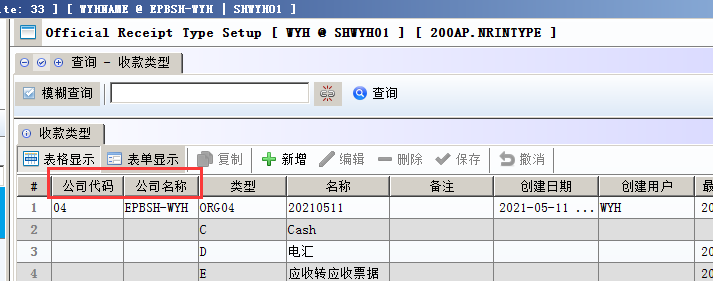 ite: 33 ] [ WYHNAME @ EPBSH-WYH | SHWYH01 ]
Official Receipt Type Setup [ WYH @ SHWYH01 ] [ 200AP.NRINTYPE ]
查询 - 收款类型
模糊查询 查询
收款类型
表格显示 表单显示 复制 新增 编辑 删除 保存 撤消
# 公司代码 公司名称 类型 名称 备注 创建日期 创建用户 最
1 04 EPBSH-WYH ORG04 20210511 2021-05-11 ... WYH 20
2 C Cash
3 D 电汇 20
4 E 应收转应收票据 20